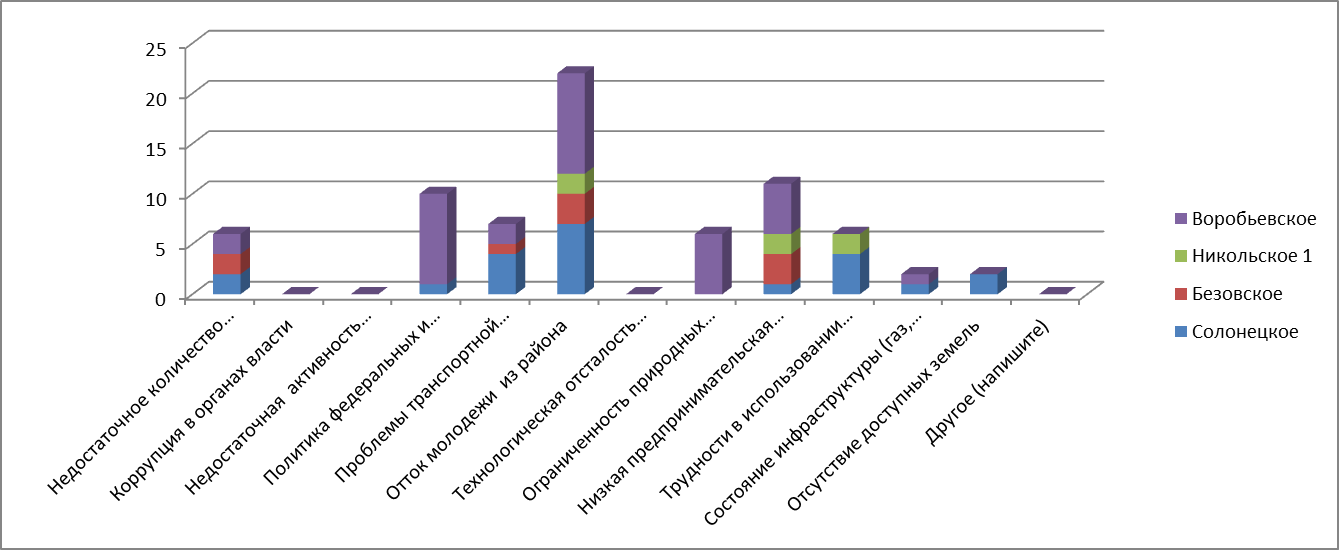 25
20
15
10
5
0
Недостаточное количество...
Коррупция в органах власти
Недостаточная  активность...
Политика федеральных и...
Проблемы транспортной...
Отток молодежи  из района
Технологическая отсталость...
Ограниченность природных...
Низкая предпринимательская...
Трудности в использовании...
Состояние инфраструктуры (газ,...
Отсутствие доступных земель
Другое (напишите)
Воробьевское
Никольское 1
Безовское
Солонецкое